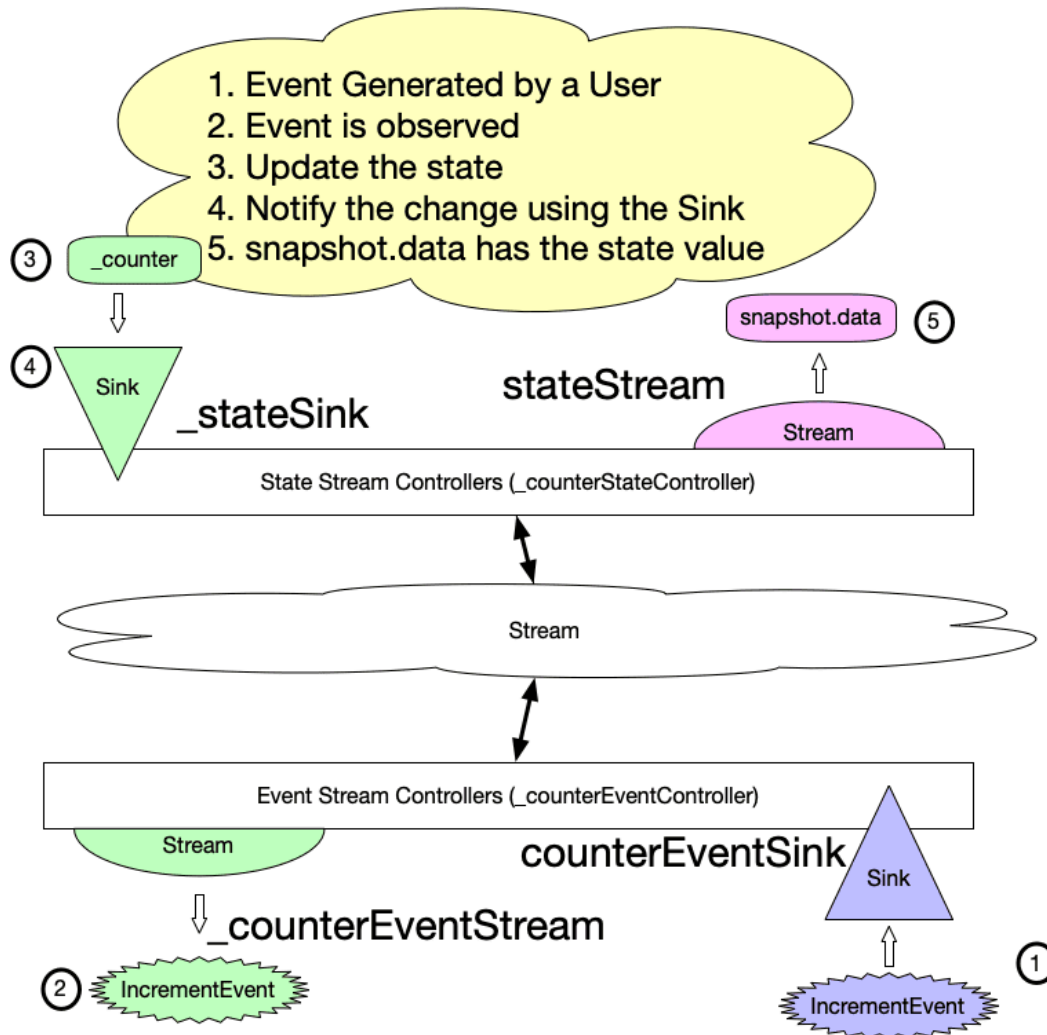 1. Event Generated by a User
2. Event is observed
3. Update the state
4. Notify the change using the Sink
5. snapshot.data has the state value
3
_counter
snapshot.data
5
4
Sink
_stateSink
stateStream
Stream
State Stream Controllers (_counterStateController)
Stream
Event Stream Controllers (_counterEventController)
Stream
counterEventSink
Sink
_counterEventStream
2
IncrementEvent
1
IncrementEvent